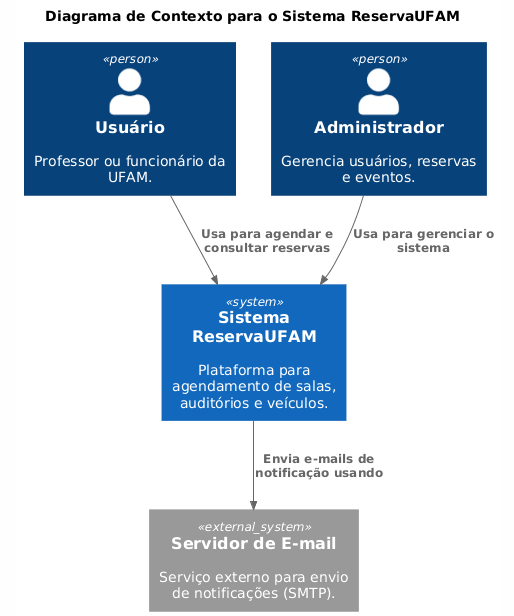 Diagrama de Contexto para o Sistema ReservaUFAM
«person»
Usuário
Professor ou funcionário da
UFAM.
«person»
Administrador
Gerencia usuários, reservas
e eventos.
Usa para agendar e
consultar reservas
Usa para gerenciar o
sistema
«system»
Sistema
ReservaUFAM
Plataforma para
agendamento de salas,
auditórios e veículos.
Envia e-mails de
notificação usando
«external_system»
Servidor de E-mail
Serviço externo para envio
de notificações (SMTP).